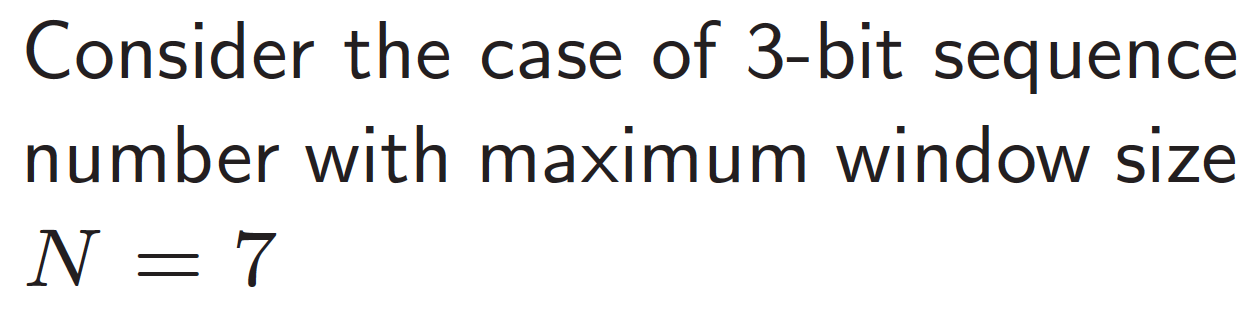 Consider the case of 3-bit sequence
number with maximum window size
N = 7